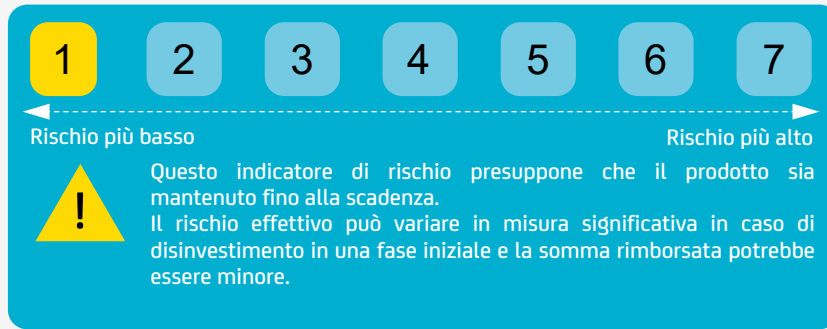 1 2 3 4 5 6 7
Rischio più basso Rischio più alto
! Questo indicatore di rischio presuppone che il prodotto sia
mantenuto fino alla scadenza.
Il rischio effettivo può variare in misura significativa in caso di
disinvestimento in una fase iniziale e la somma rimborsata potrebbe
essere minore.